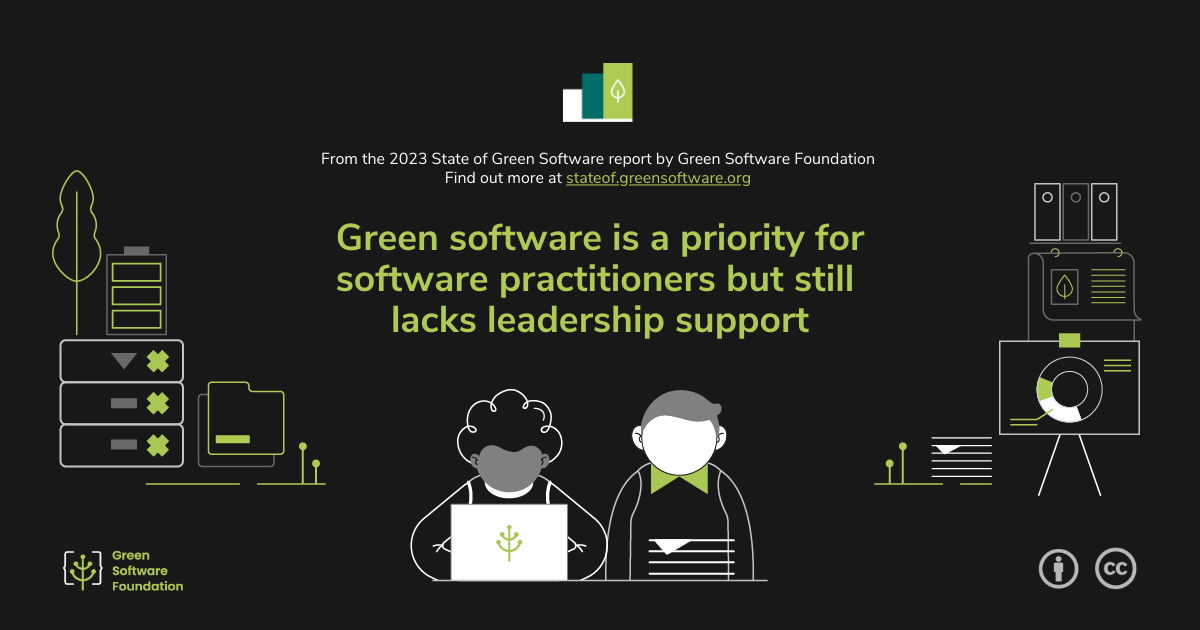 From the 2023 State of Green Software report by Green Software Foundation
Find out more at stateof.greensoftware.org
Green software is a priority for
software practitioners but still
lacks leadership support
Green
Software
Foundation
cc